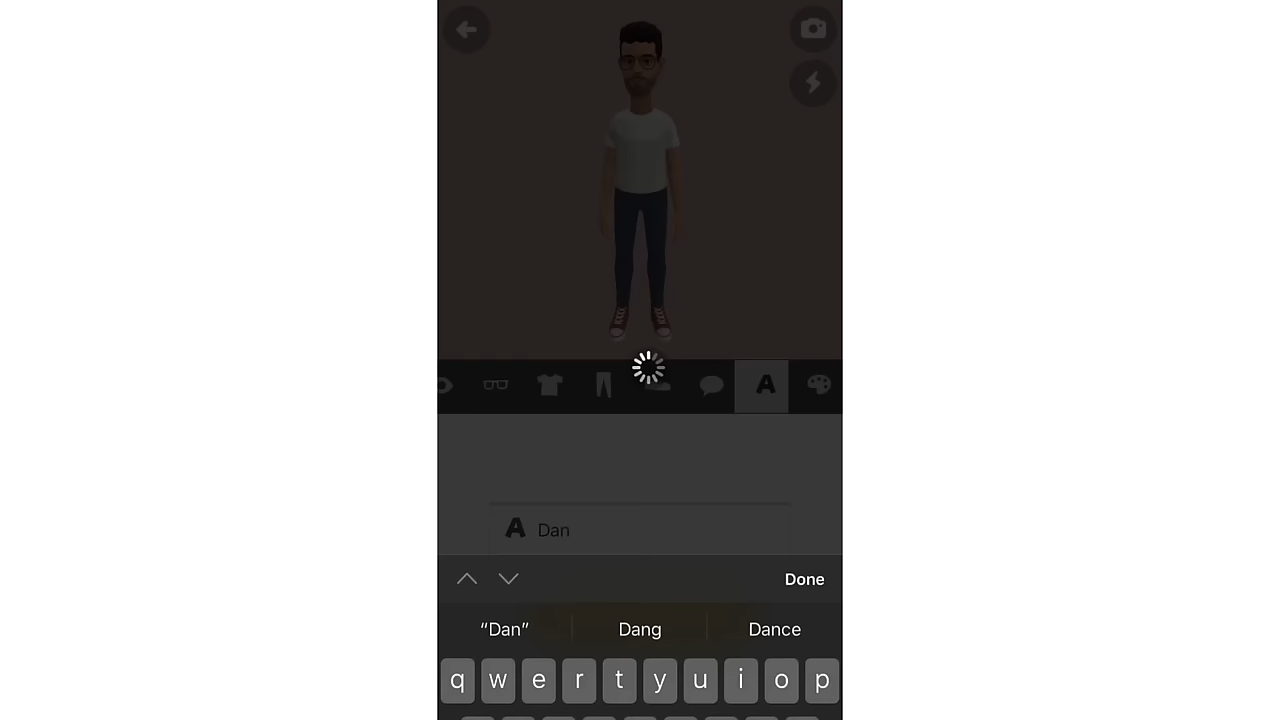 A
A Dan
Done
“Dan” Dang Dance
q w e r t y u i o p